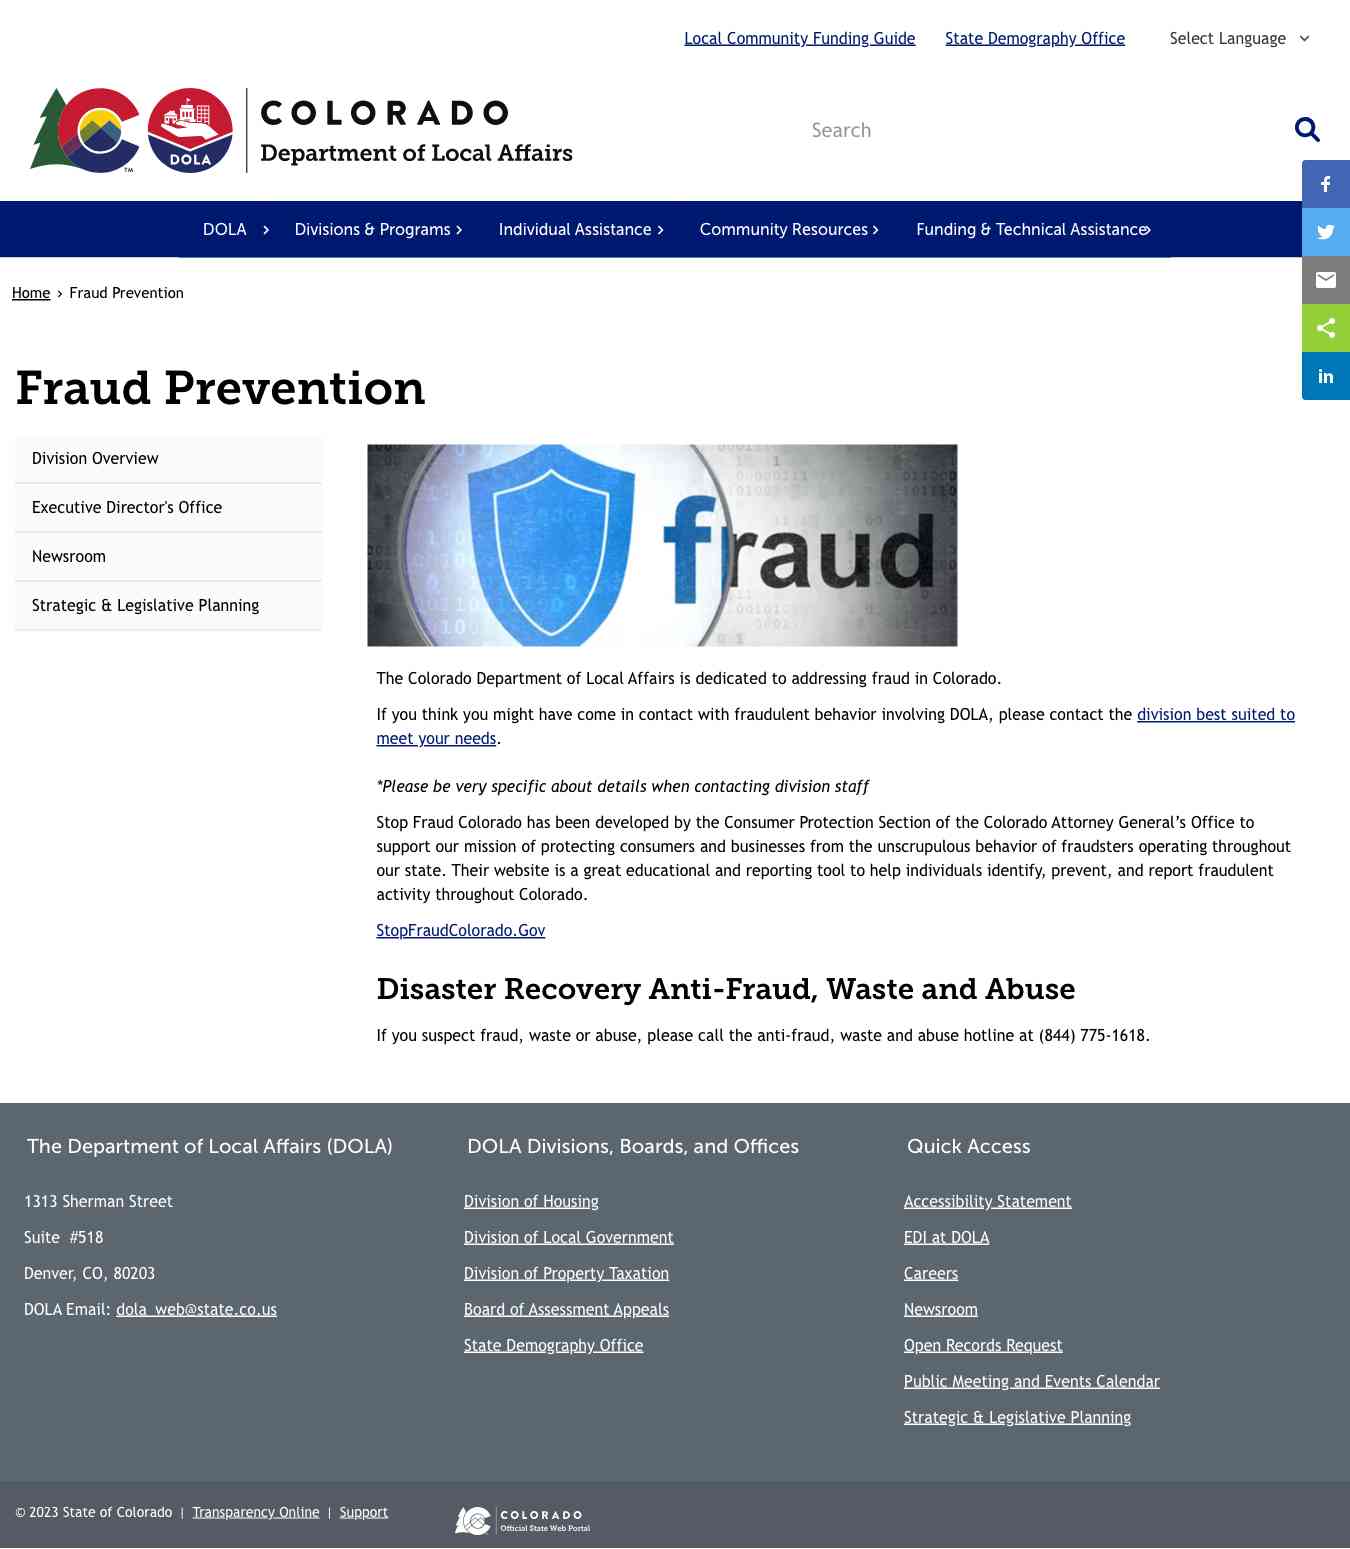 Local Community Funding Guide State Demography Office Select Language
COLORADO
Department of Local Affairs
DOLA
TM
Search
DOLA Divisions & Programs Individual Assistance Community Resources Funding & Technical Assistance
Home › Fraud Prevention
Fraud Prevention
Division Overview
Executive Director's Office
Newsroom
Strategic & Legislative Planning
fraud
The Colorado Department of Local Affairs is dedicated to addressing fraud in Colorado.
If you think you might have come in contact with fraudulent behavior involving DOLA, please contact the division best suited to
meet your needs.
*Please be very specific about details when contacting division staff
Stop Fraud Colorado has been developed by the Consumer Protection Section of the Colorado Attorney General’s Office to
support our mission of protecting consumers and businesses from the unscrupulous behavior of fraudsters operating throughout
our state. Their website is a great educational and reporting tool to help individuals identify, prevent, and report fraudulent
activity throughout Colorado.
StopFraudColorado.Gov
Disaster Recovery Anti-Fraud, Waste and Abuse
If you suspect fraud, waste or abuse, please call the anti-fraud, waste and abuse hotline at (844) 775-1618.
The Department of Local Affairs (DOLA)
1313 Sherman Street
Suite #518
Denver, CO, 80203
DOLA Email: dola_web@state.co.us
DOLA Divisions, Boards, and Offices
Division of Housing
Division of Local Government
Division of Property Taxation
Board of Assessment Appeals
State Demography Office
Quick Access
Accessibility Statement
EDI at DOLA
Careers
Newsroom
Open Records Request
Public Meeting and Events Calendar
Strategic & Legislative Planning
© 2023 State of Colorado | Transparency Online | Support
COLORADO
Official State Web Portal